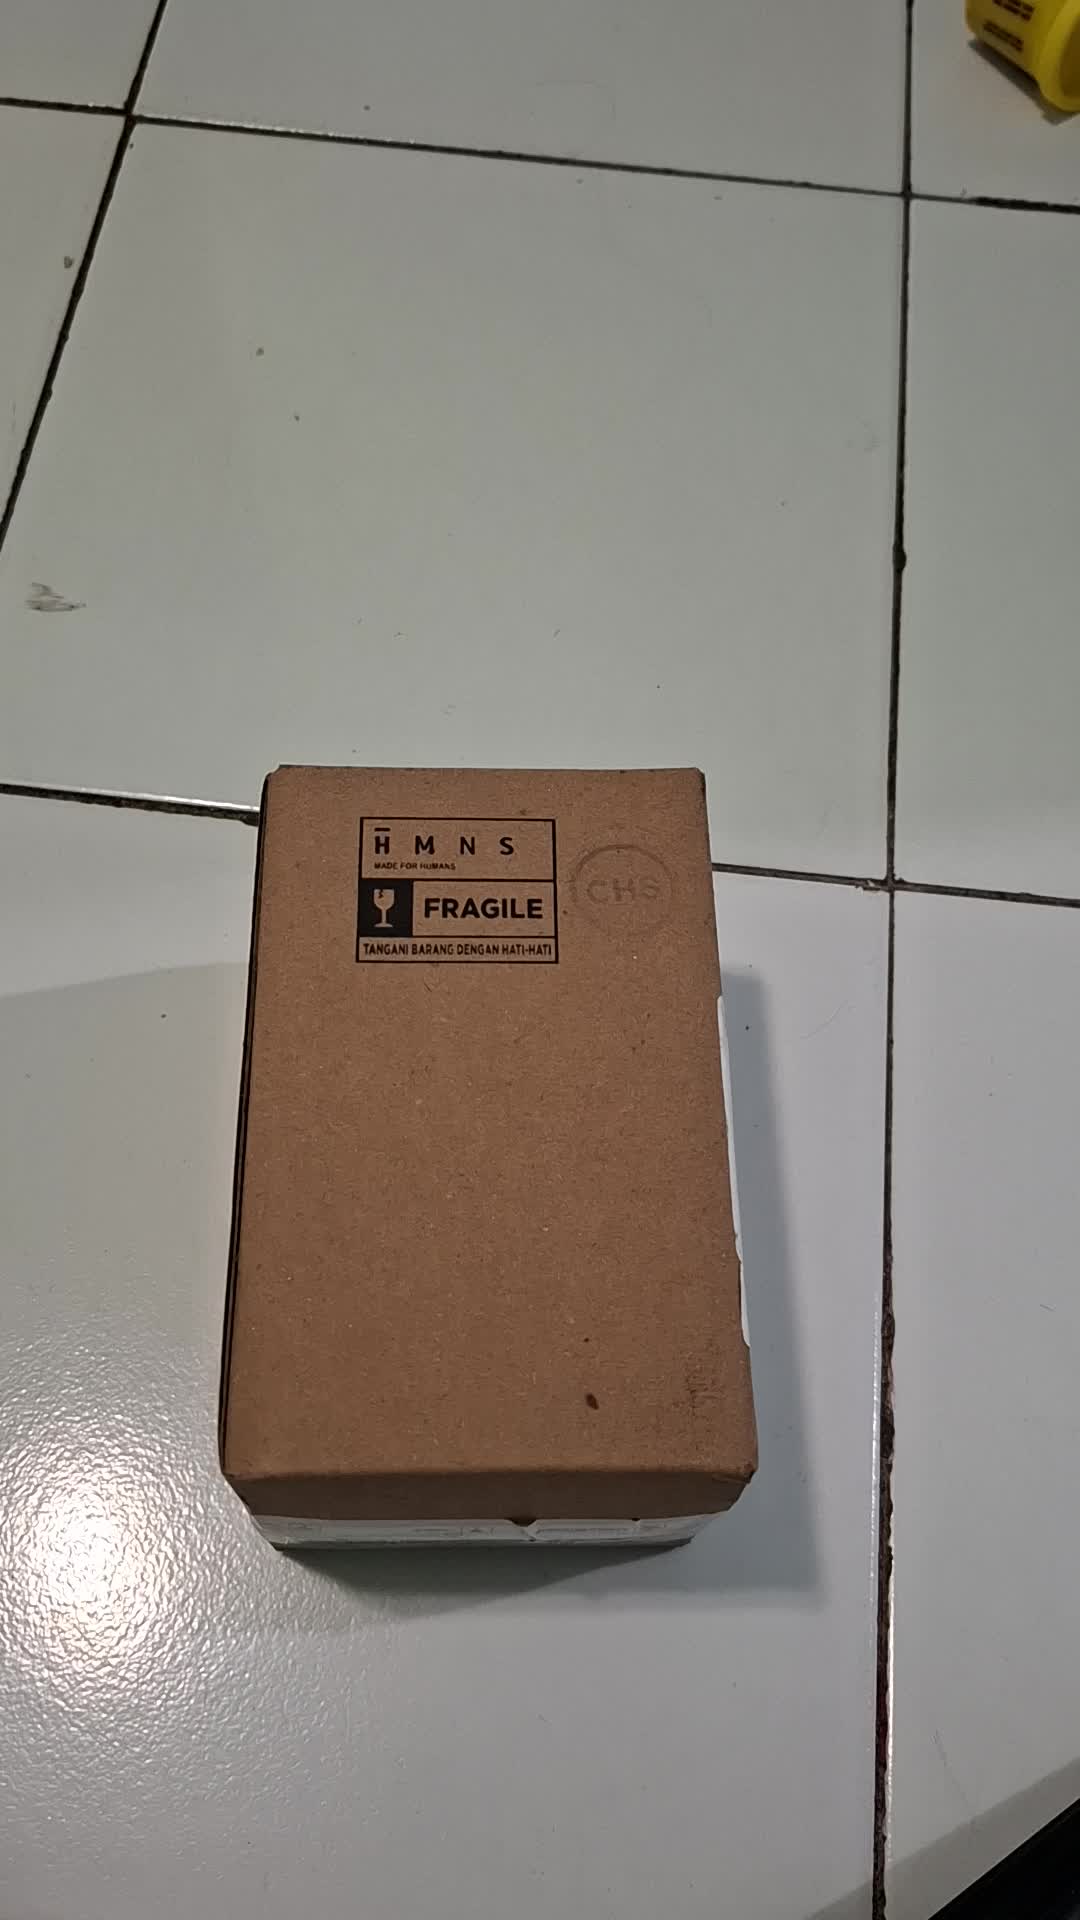 HMNS
MADE FOR HUMANS
FRAGILE
TANGANI BARANG DENGAN HATI-HATI
CHS